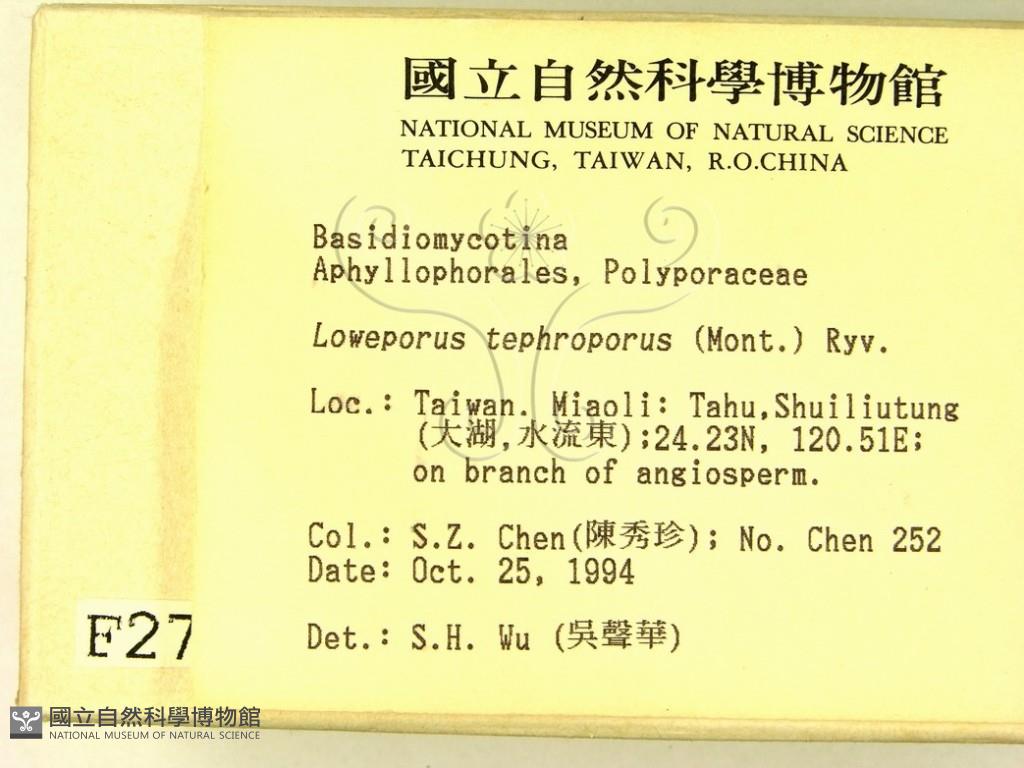 國立自然科學博物館
NATIONAL MUSEUM OF NATURAL SCIENCE
TAICHUNG, TAIWAN, R.O.CHINA
Basidiomycotina
Aphyllophorales, Polyporaceae
Loweporus tephroporus (Mont.) Ryv.
Loc.: Taiwan. Miaoli: Tahu,Shuiliutung
(大湖,水流東);24.23N, 120.51E;
on branch of angiosperm.
Col.: S.Z. Chen(陳秀珍); No. Chen 252
Date: Oct. 25, 1994
Det.: S.H. Wu (吳聲華)
F27
國立自然科學博物館
NATIONAL MUSEUM OF NATURAL SCIENCE